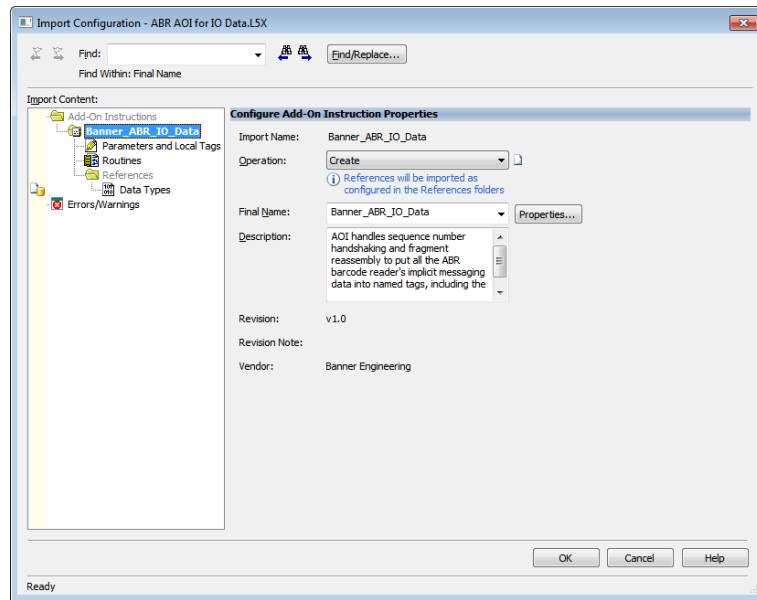 Import Configuration - ABR AOI for IO Data.L5X
Find:
Find/Replace...
Find Within: Final Name
Import Content:
Add-On Instructions
Banner_ABR_IO_Data
Parameters and Local Tags
Routines
References
Data Types
Errors/Warnings
Configure Add-On Instruction Properties
Import Name: Banner_ABR_IO_Data
Operation: Create
References will be imported as
configured in the References folders
Final Name: Banner_ABR_IO_Data Properties...
Description: AOI handles sequence number
handshaking and fragment
reassembly to put all the ABR
barcode reader's implicit messaging
data into named tags, including the
Revision: v1.0
Revision Note:
Vendor: Banner Engineering
OK Cancel Help
Ready